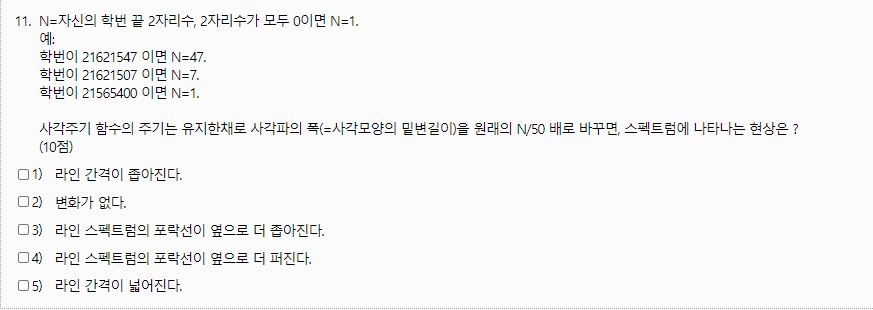 11. N=자신의 학번 끝 2자리수, 2자리수가 모두 0이면 N=1.
예:
학번이 21621547 이면 N=47.
학번이 21621507 이면 N=7.
학번이 21565400 이면 N=1.
사각주기 함수의 주기는 유지한채로 사각파의 폭(=사각모양의 밑변길이)을 원래의 N/50 배로 바꾸면, 스펙트럼에 나타나는 현상은 ?
(10점)
1) 라인 간격이 좁아진다.
2) 변화가 없다.
3) 라인 스펙트럼의 포락선이 옆으로 더 좁아진다.
4) 라인 스펙트럼의 포락선이 옆으로 더 퍼진다.
5) 라인 간격이 넓어진다.